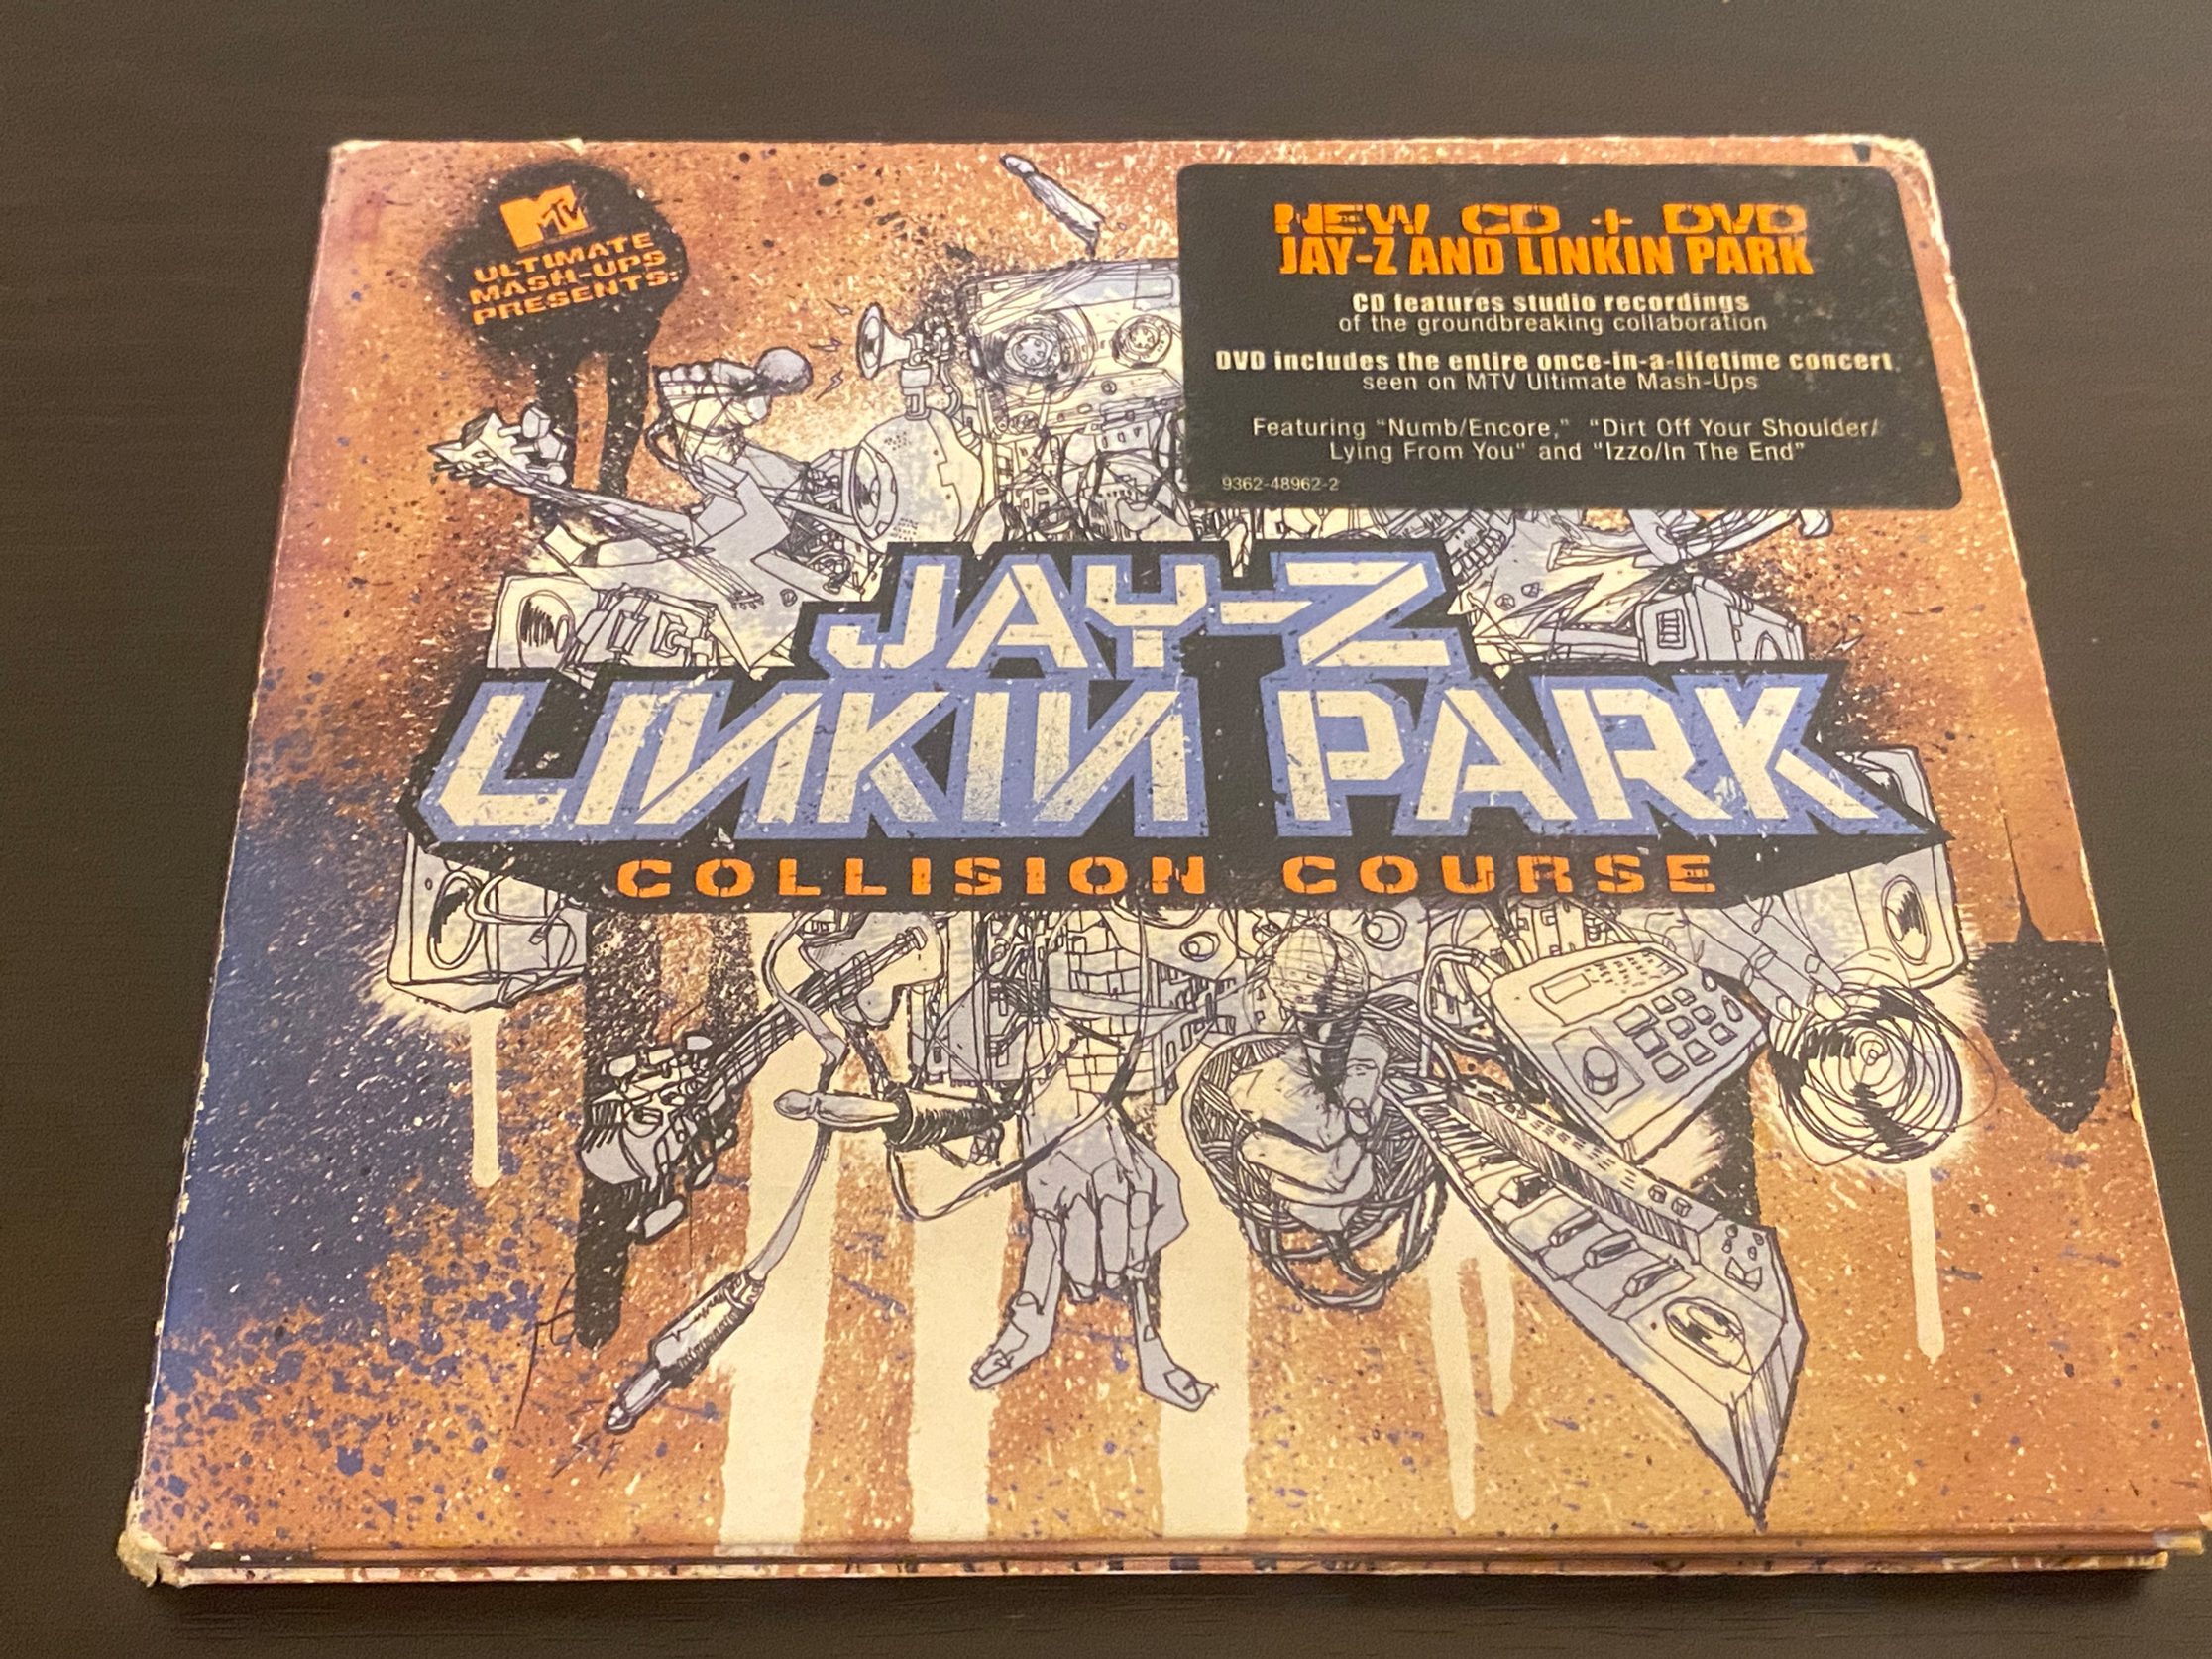 MTV
ULTIMATE
MASH-UPS
PRESENTS:
NEW CD + DVD
JAY-Z AND LINKIN PARK
CD features studio recordings
of the groundbreaking collaboration
DVD includes the entire once-in-a-lifetime concert
seen on MTV Ultimate Mash-Ups
Featuring "Numb/Encore," "Dirt Off Your Shoulder/
Lying From You" and "Izzo/In The End"
9362-48962-2
JAY-Z
LINKIN PARK
COLLISION COURSE